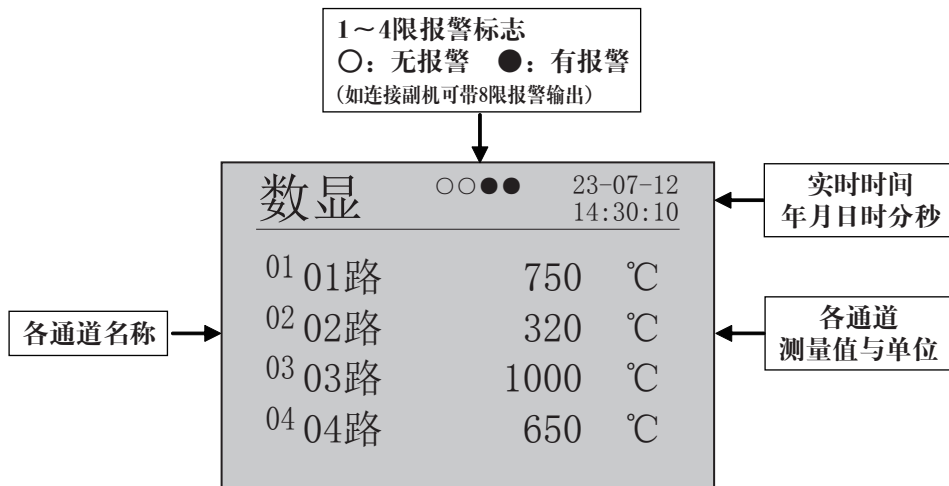 1～4限报警标志
○：无报警 ●：有报警
(如连接副机可带8限报警输出)
数显 ○○●● 23-07-12
14:30:10
实时时间
年月日时分秒
01 01路 750 ℃
02 02路 320 ℃
03 03路 1000 ℃
04 04路 650 ℃
各通道名称
各通道
测量值与单位